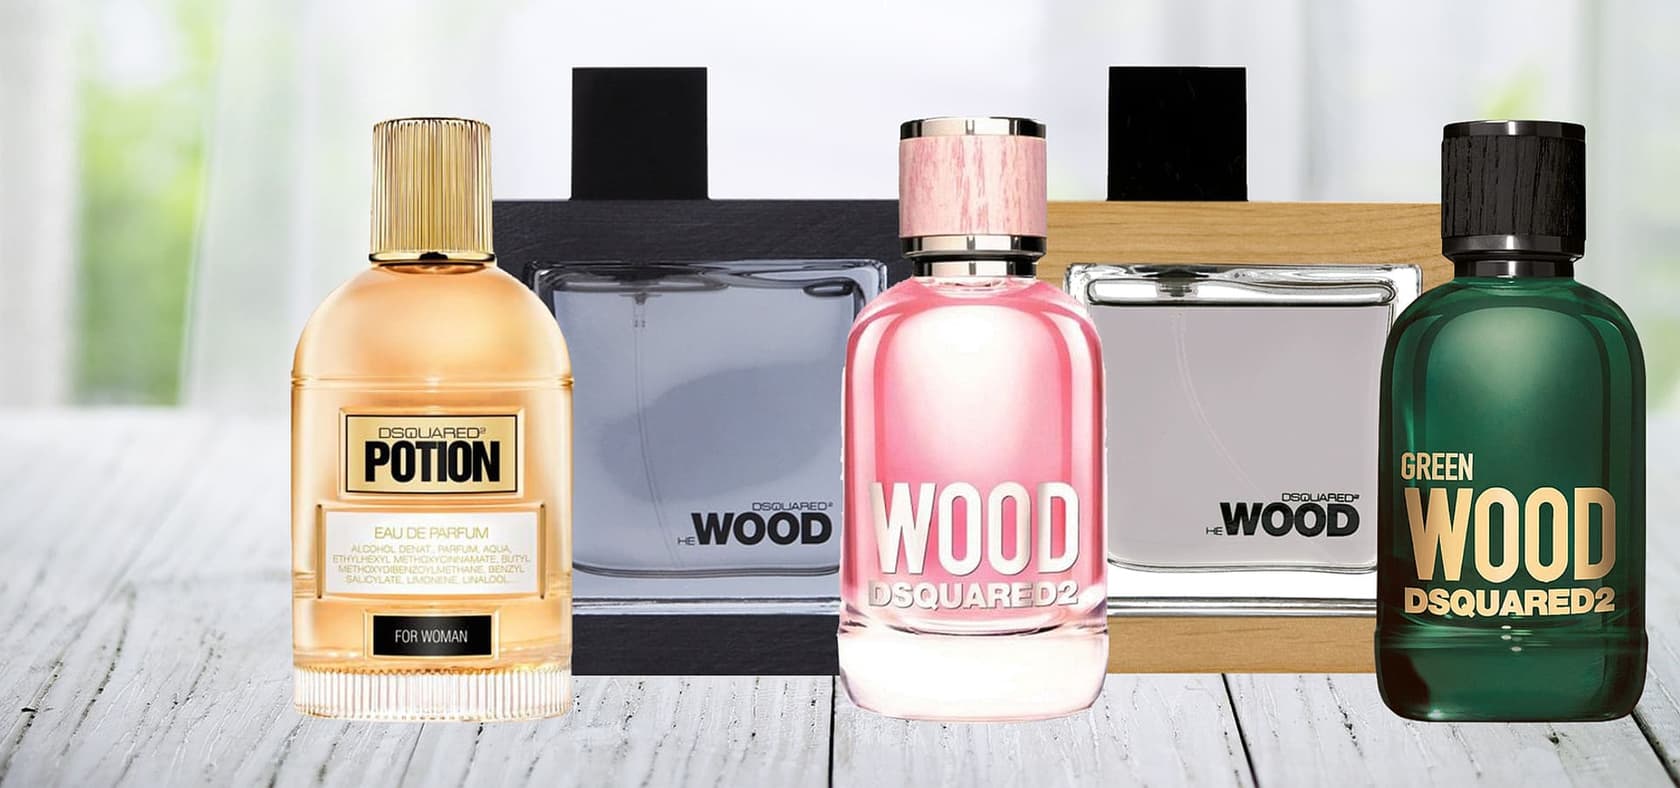 DSQUARED²
POTION
EAU DE PARFUM
ALCOHOL DENAT., PARFUM, AQUA,
ETHYLHEXYL METHOXYCINNAMATE, BUTYL
METHOXYDIBENZOYLMETHANE, BENZYL
SALICYLATE, LIMONENE, LINALOOL...
FOR WOMAN
DSQUARED²
HE WOOD
WOOD
DSQUARED2
DSQUARED²
HE WOOD
GREEN
WOOD
DSQUARED2